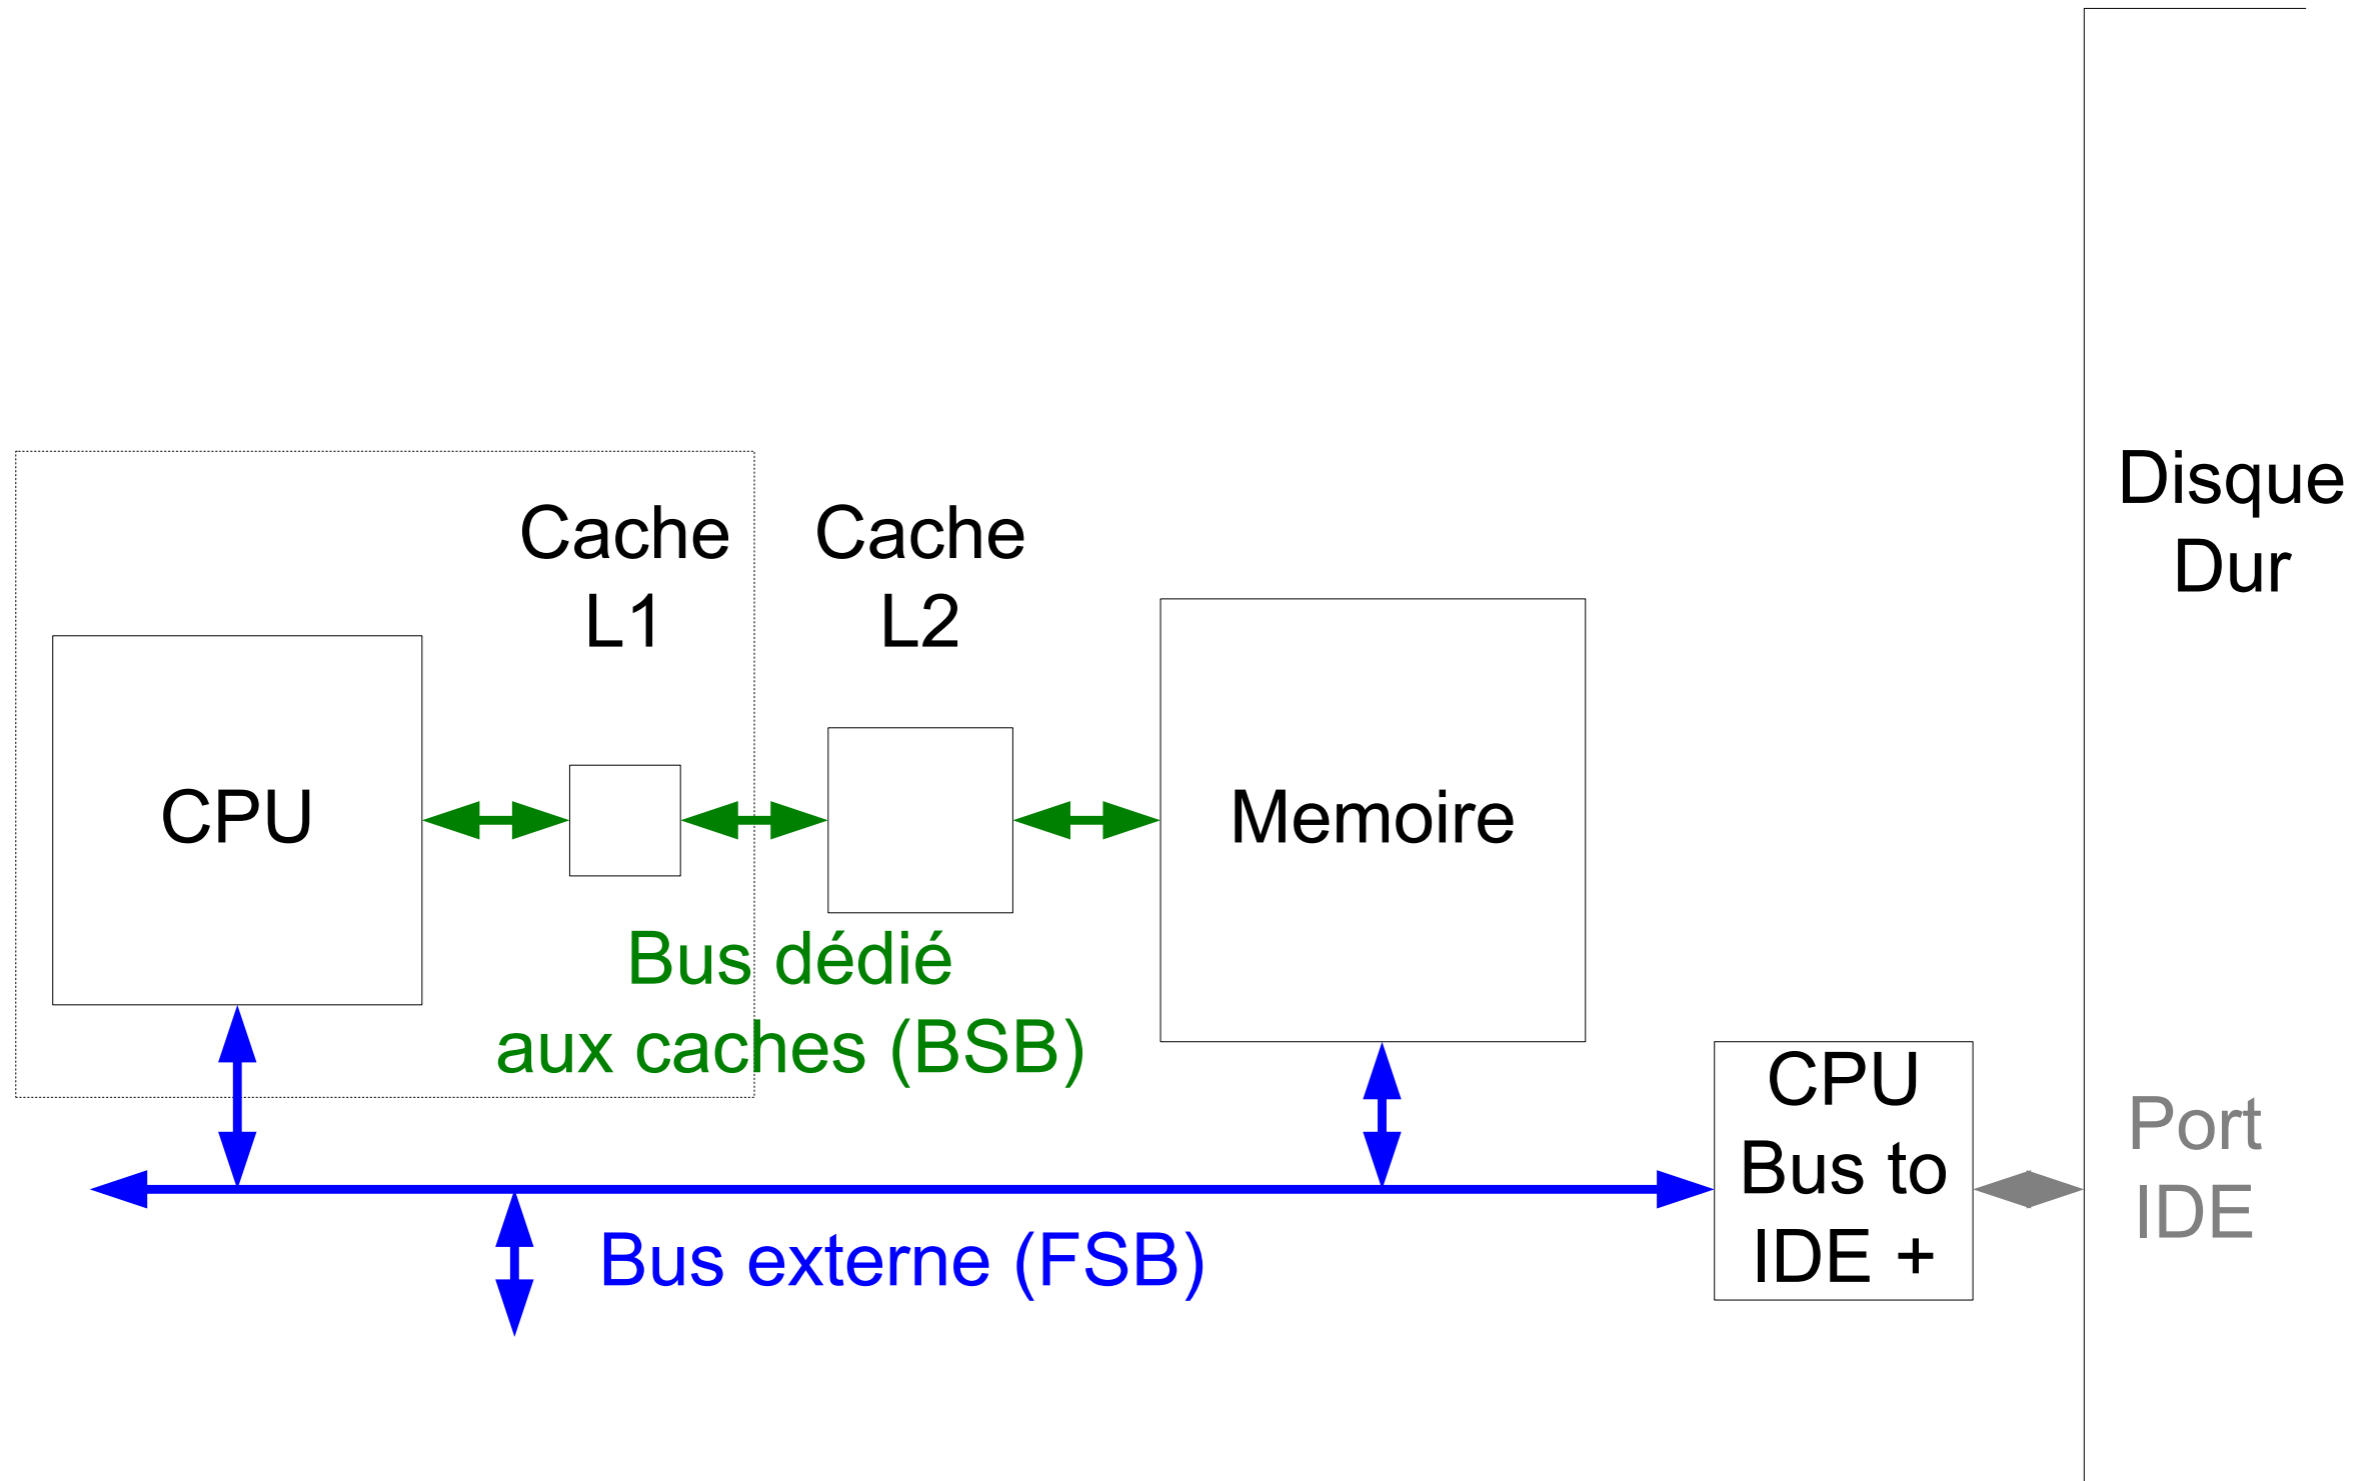 Disque
Dur
Cache
L1
Cache
L2
CPU
Memoire
Bus dédié
aux caches (BSB)
CPU
Bus to
IDE +
Port
IDE
Bus externe (FSB)